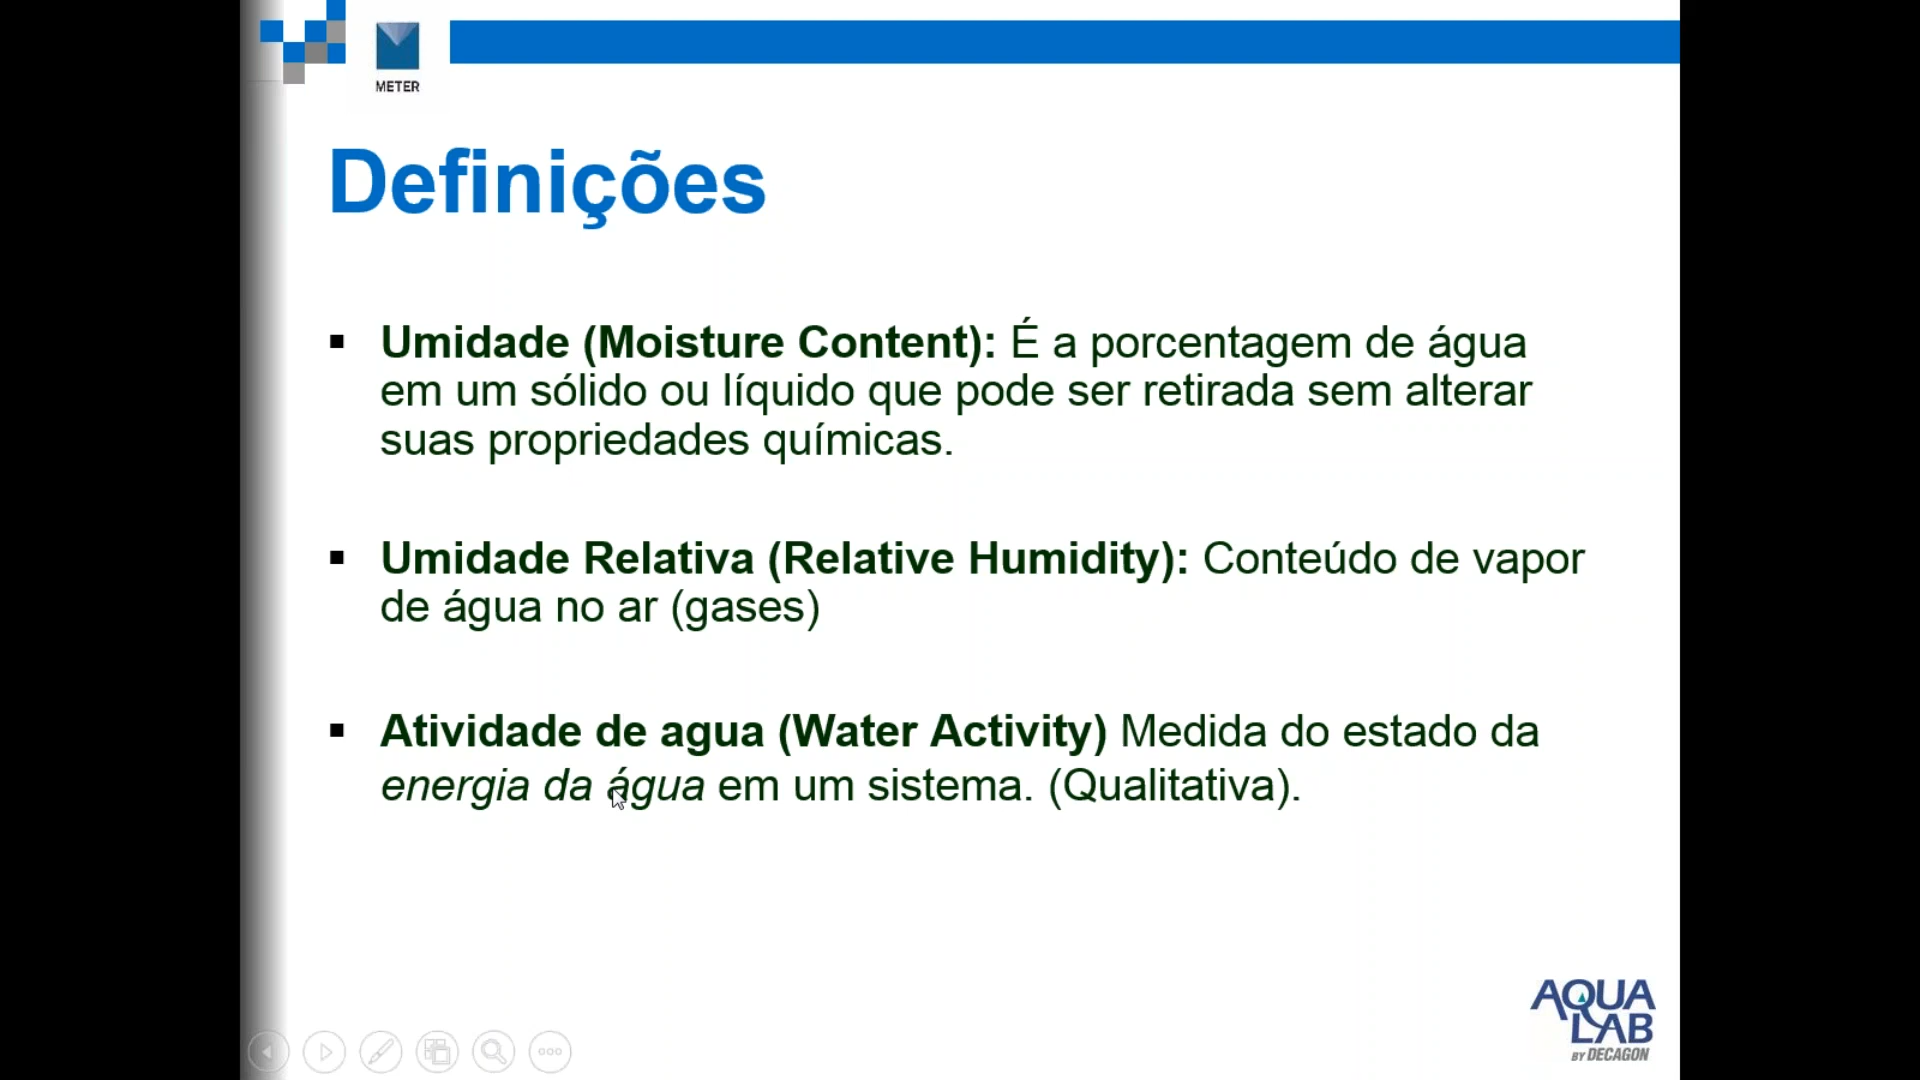 METER
Definições
▪ Umidade (Moisture Content): É a porcentagem de água
em um sólido ou líquido que pode ser retirada sem alterar
suas propriedades químicas.
▪ Umidade Relativa (Relative Humidity): Conteúdo de vapor
de água no ar (gases)
▪ Atividade de agua (Water Activity) Medida do estado da
energia da água em um sistema. (Qualitativa).
AQUA
LAB
BY DECAGON